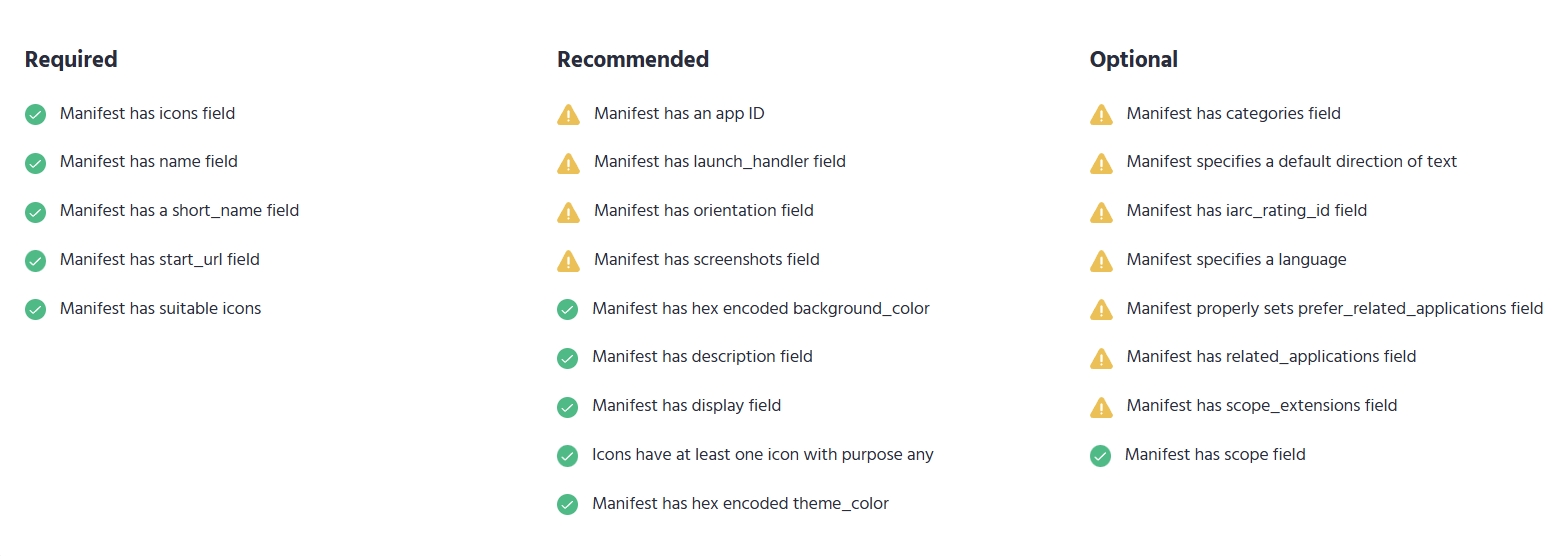 Required
Manifest has icons field
Manifest has name field
Manifest has a short_name field
Manifest has start_url field
Manifest has suitable icons
Recommended
Manifest has an app ID
Manifest has launch_handler field
Manifest has orientation field
Manifest has screenshots field
Manifest has hex encoded background_color
Manifest has description field
Manifest has display field
Icons have at least one icon with purpose any
Manifest has hex encoded theme_color
Optional
Manifest has categories field
Manifest specifies a default direction of text
Manifest has iarc_rating_id field
Manifest specifies a language
Manifest properly sets prefer_related_applications field
Manifest has related_applications field
Manifest has scope_extensions field
Manifest has scope field